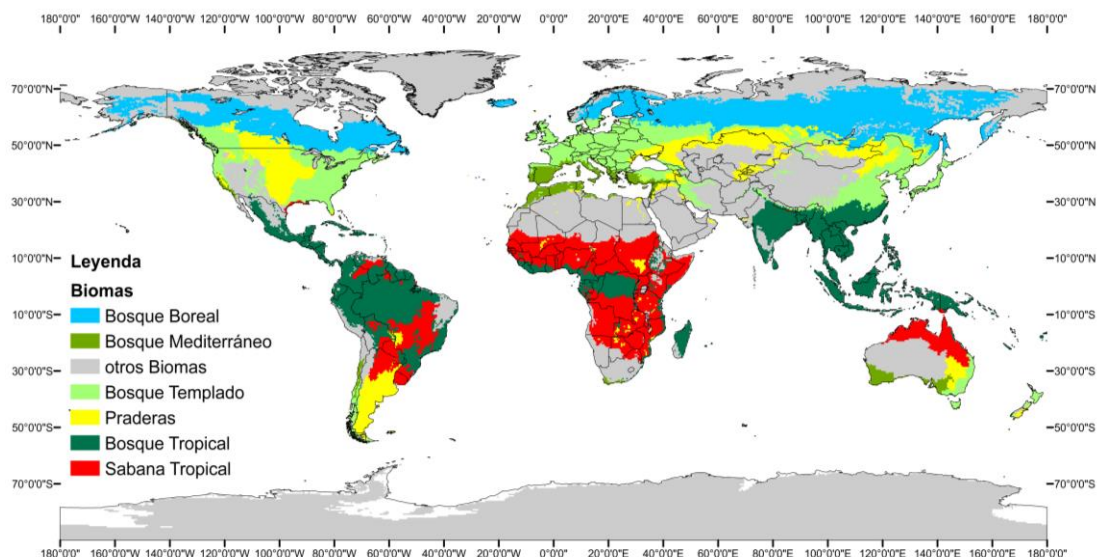 180°0'0" 160°0'0"W 140°0'0"W 120°0'0"W 100°0'0"W 80°0'0"W 60°0'0"W 40°0'0"W 20°0'0"W 0°0'0" 20°0'0"E 40°0'0"E 60°0'0"E 80°0'0"E 100°0'0"E 120°0'0"E 140°0'0"E 160°0'0"E 180°0'0"
70°0'0"N 70°0'0"N
50°0'0"N 50°0'0"N
30°0'0"N 30°0'0"N
10°0'0"N 10°0'0"N
10°0'0"S 10°0'0"S
30°0'0"S 30°0'0"S
50°0'0"S 50°0'0"S
70°0'0"S 70°0'0"S
Leyenda
Biomas
Bosque Boreal
Bosque Mediterráneo
otros Biomas
Bosque Templado
Praderas
Bosque Tropical
Sabana Tropical
180°0'0" 160°0'0"W 140°0'0"W 120°0'0"W 100°0'0"W 80°0'0"W 60°0'0"W 40°0'0"W 20°0'0"W 0°0'0" 20°0'0"E 40°0'0"E 60°0'0"E 80°0'0"E 100°0'0"E 120°0'0"E 140°0'0"E 160°0'0"E 180°0'0"